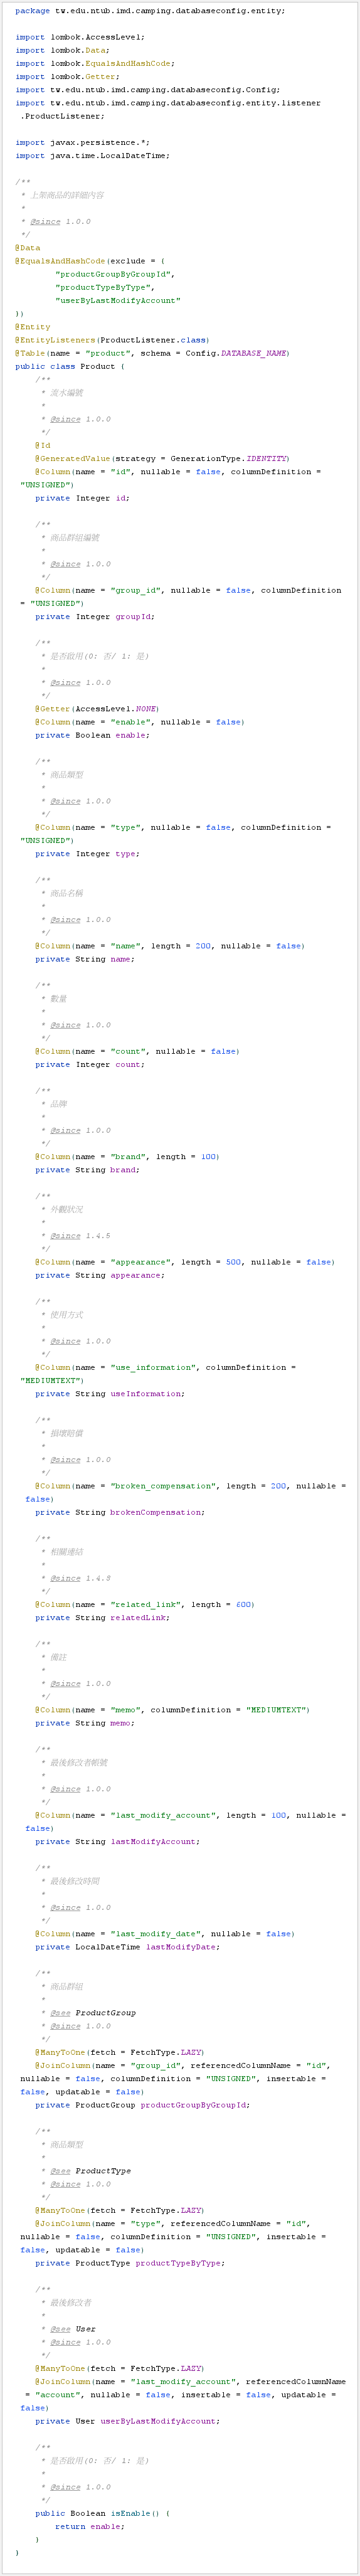 package tw.edu.ntub.imd.camping.databaseconfig.entity;
import lombok.AccessLevel;
import lombok.Data;
import lombok.EqualsAndHashCode;
import lombok.Getter;
import tw.edu.ntub.imd.camping.databaseconfig.Config;
import tw.edu.ntub.imd.camping.databaseconfig.entity.listener
.ProductListener;
import javax.persistence.*;
import java.time.LocalDateTime;
/**
* 上架商品的詳細內容
*
* @since 1.0.0
*/
@Data
@EqualsAndHashCode(exclude = {
"productGroupByGroupId",
"productTypeByType",
"userByLastModifyAccount"
})
@Entity
@EntityListeners(ProductListener.class)
@Table(name = "product", schema = Config.DATABASE_NAME)
public class Product {
/**
* 流水編號
*
* @since 1.0.0
*/
@Id
@GeneratedValue(strategy = GenerationType.IDENTITY)
@Column(name = "id", nullable = false, columnDefinition =
"UNSIGNED")
private Integer id;
/**
* 商品群組編號
*
* @since 1.0.0
*/
@Column(name = "group_id", nullable = false, columnDefinition
= "UNSIGNED")
private Integer groupId;
/**
* 是否啟用(0: 否/ 1: 是)
*
* @since 1.0.0
*/
@Getter(AccessLevel.NONE)
@Column(name = "enable", nullable = false)
private Boolean enable;
/**
* 商品類型
*
* @since 1.0.0
*/
@Column(name = "type", nullable = false, columnDefinition =
"UNSIGNED")
private Integer type;
/**
* 商品名稱
*
* @since 1.0.0
*/
@Column(name = "name", length = 200, nullable = false)
private String name;
/**
* 數量
*
* @since 1.0.0
*/
@Column(name = "count", nullable = false)
private Integer count;
/**
* 品牌
*
* @since 1.0.0
*/
@Column(name = "brand", length = 100)
private String brand;
/**
* 外觀狀況
*
* @since 1.4.5
*/
@Column(name = "appearance", length = 500, nullable = false)
private String appearance;
/**
* 使用方式
*
* @since 1.0.0
*/
@Column(name = "use_information", columnDefinition =
"MEDIUMTEXT")
private String useInformation;
/**
* 損壞賠償
*
* @since 1.0.0
*/
@Column(name = "broken_compensation", length = 200, nullable =
false)
private String brokenCompensation;
/**
* 相關連結
*
* @since 1.4.8
*/
@Column(name = "related_link", length = 600)
private String relatedLink;
/**
* 備註
*
* @since 1.0.0
*/
@Column(name = "memo", columnDefinition = "MEDIUMTEXT")
private String memo;
/**
* 最後修改者帳號
*
* @since 1.0.0
*/
@Column(name = "last_modify_account", length = 100, nullable =
false)
private String lastModifyAccount;
/**
* 最後修改時間
*
* @since 1.0.0
*/
@Column(name = "last_modify_date", nullable = false)
private LocalDateTime lastModifyDate;
/**
* 商品群組
*
* @see ProductGroup
* @since 1.0.0
*/
@ManyToOne(fetch = FetchType.LAZY)
@JoinColumn(name = "group_id", referencedColumnName = "id",
nullable = false, columnDefinition = "UNSIGNED", insertable =
false, updatable = false)
private ProductGroup productGroupByGroupId;
/**
* 商品類型
*
* @see ProductType
* @since 1.0.0
*/
@ManyToOne(fetch = FetchType.LAZY)
@JoinColumn(name = "type", referencedColumnName = "id",
nullable = false, columnDefinition = "UNSIGNED", insertable =
false, updatable = false)
private ProductType productTypeByType;
/**
* 最後修改者
*
* @see User
* @since 1.0.0
*/
@ManyToOne(fetch = FetchType.LAZY)
@JoinColumn(name = "last_modify_account", referencedColumnName
= "account", nullable = false, insertable = false, updatable =
false)
private User userByLastModifyAccount;
/**
* 是否啟用(0: 否/ 1: 是)
*
* @since 1.0.0
*/
public Boolean isEnable() {
return enable;
}
}